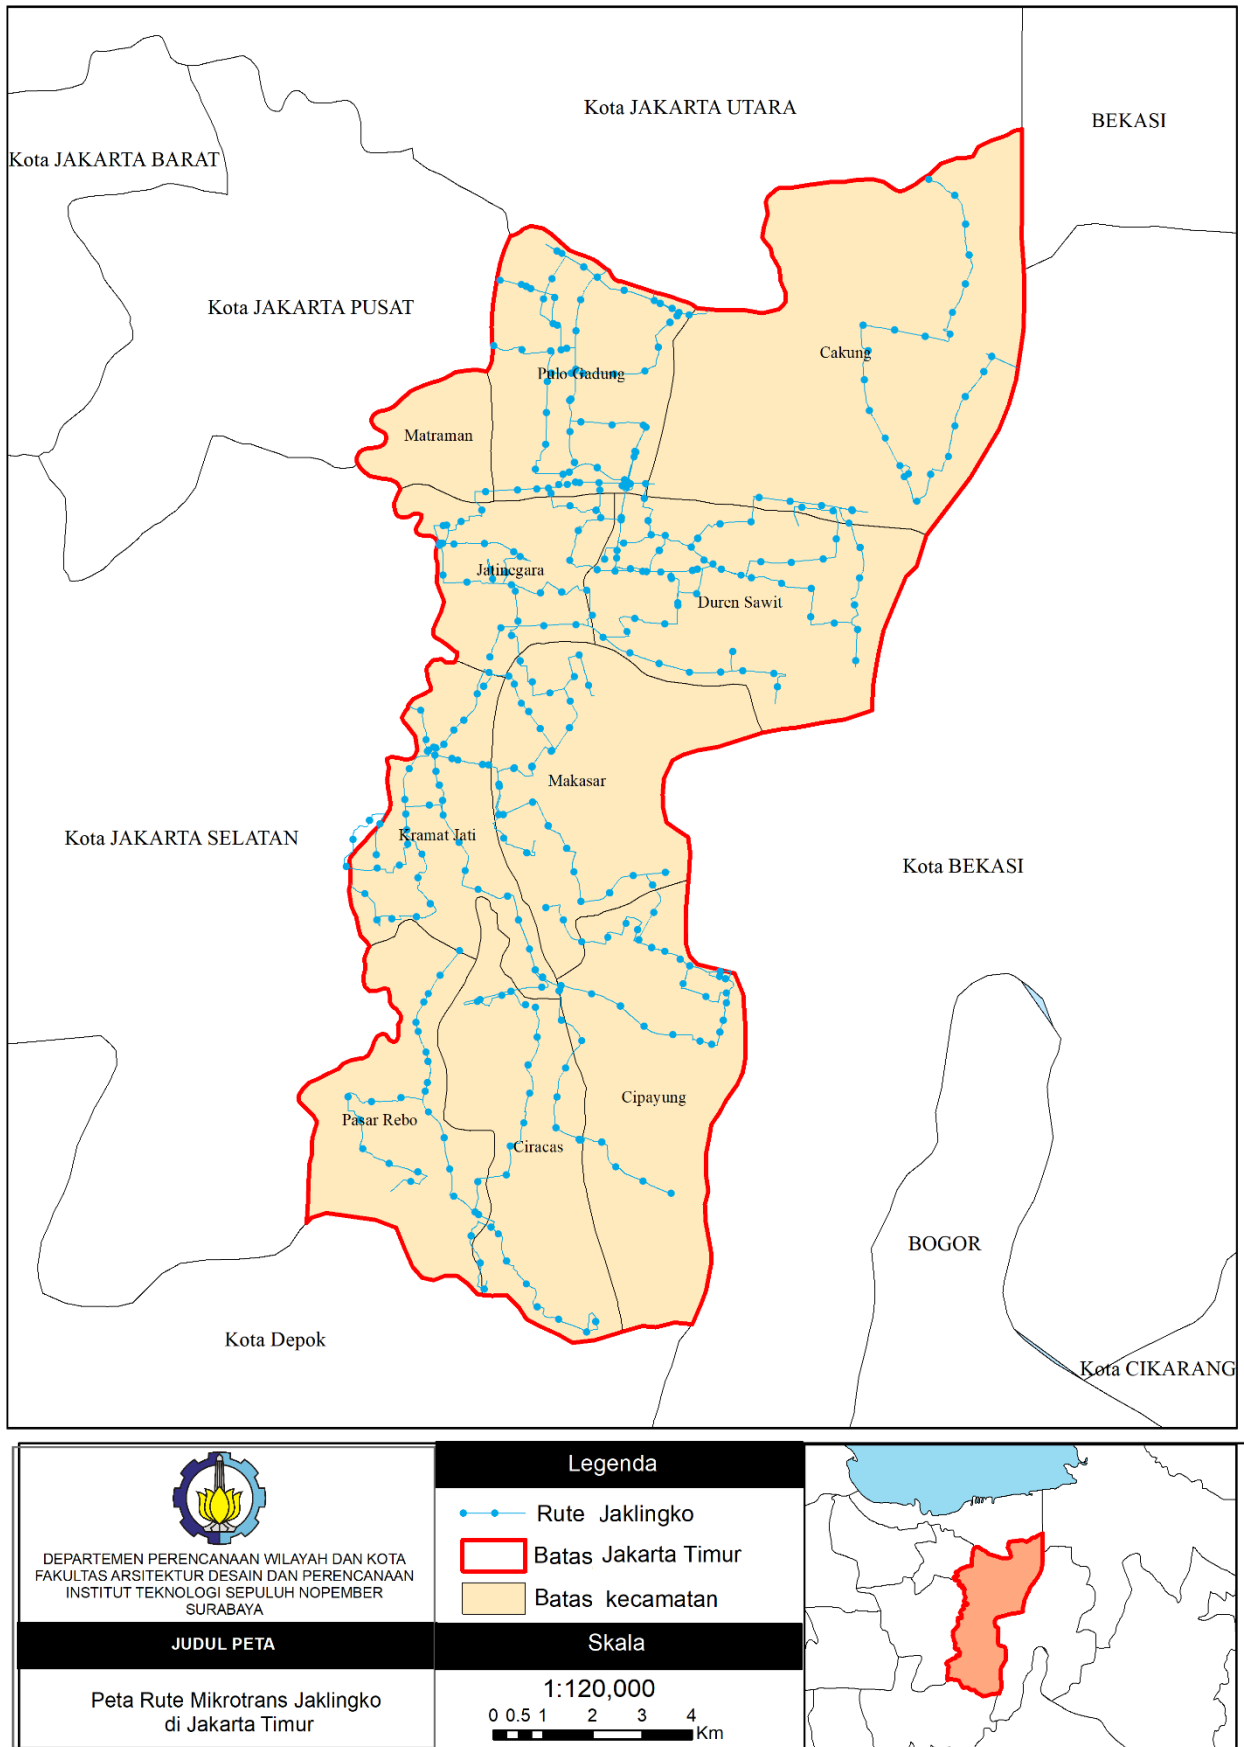 Kota JAKARTA UTARA
BEKASI
Kota JAKARTA BARAT
Kota JAKARTA PUSAT
Cakung
Pulo Gadung
Matraman
Jatinegara
Duren Sawit
Makasar
Kramat Jati
Kota JAKARTA SELATAN
Kota BEKASI
Cipayung
Pasar Rebo
Ciracas
BOGOR
Kota Depok
Kota CIKARANG
DEPARTEMEN PERENCANAAN WILAYAH DAN KOTA
FAKULTAS ARSITEKTUR DESAIN DAN PERENCANAAN
INSTITUT TEKNOLOGI SEPULUH NOPEMBER
SURABAYA
JUDUL PETA
Peta Rute Mikrotrans Jaklingko
di Jakarta Timur
Legenda
Rute Jaklingko
Batas Jakarta Timur
Batas kecamatan
Skala
1:120,000
0 0.5 1 2 3 4
Km